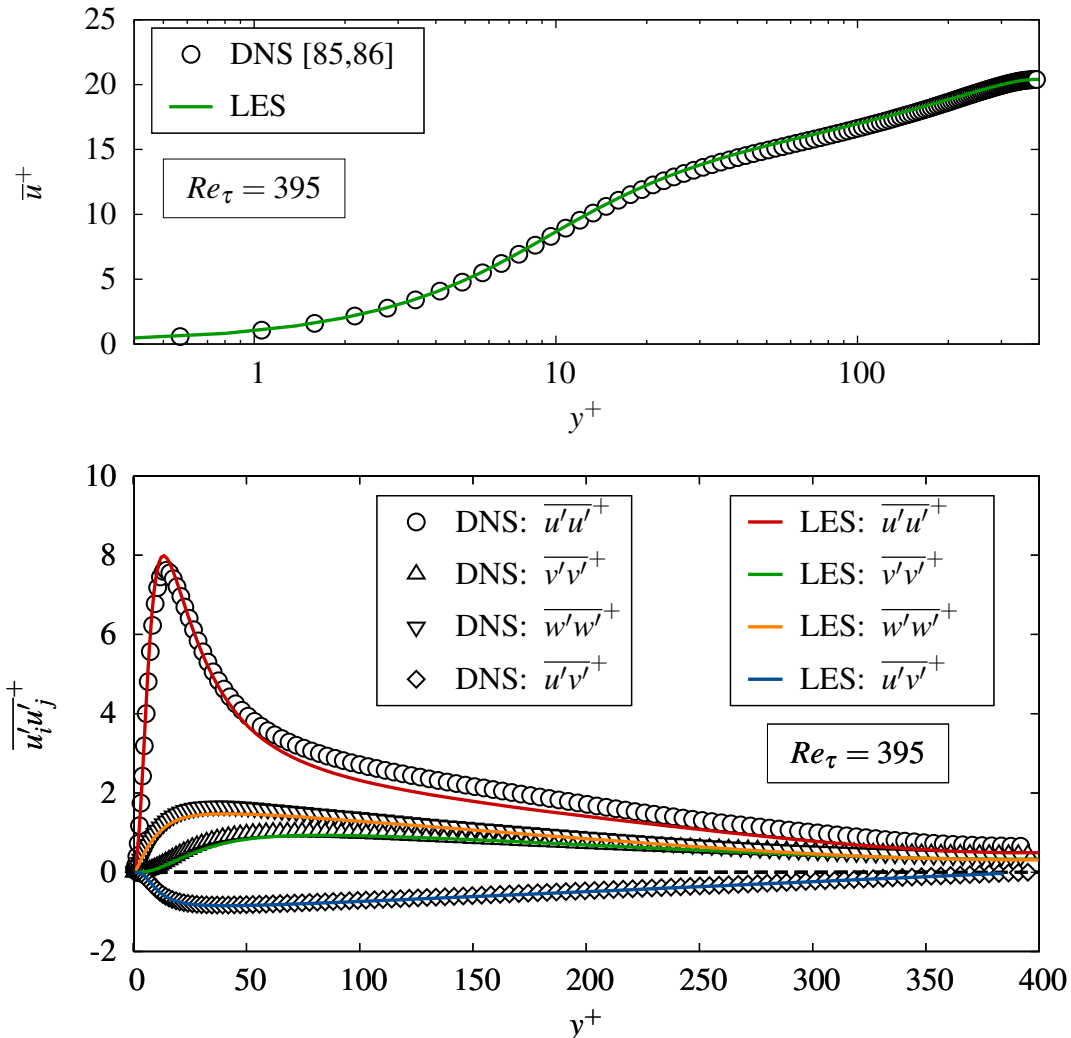 25
20
15
10
5
0
u̅⁺
DNS [85,86]
LES
Re_τ = 395
1 10 100
y⁺
10
8
6
4
2
0
-2
u′ᵢu′ⱼ⁺
DNS: u′u′⁺
DNS: v′v′⁺
DNS: w′w′⁺
DNS: u′v′⁺
LES: u′u′⁺
LES: v′v′⁺
LES: w′w′⁺
LES: u′v′⁺
Re_τ = 395
0 50 100 150 200 250 300 350 400
y⁺